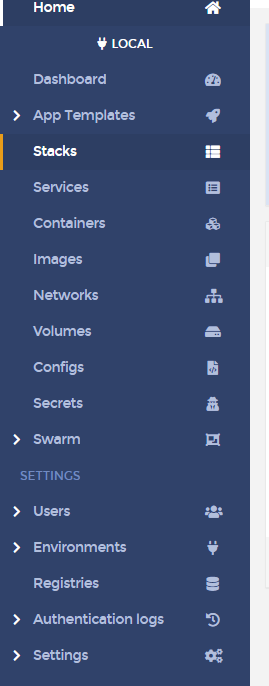 Home
LOCAL
Dashboard
App Templates
Stacks
Services
Containers
Images
Networks
Volumes
Configs
Secrets
Swarm
SETTINGS
Users
Environments
Registries
Authentication logs
Settings